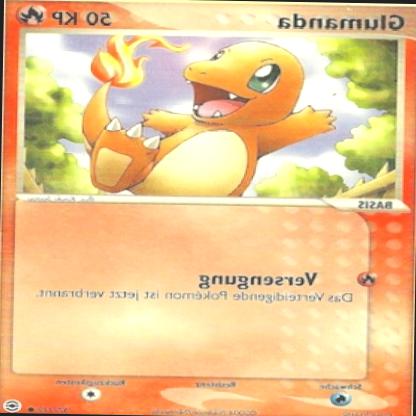 Glumanda
50 KP
BASIS
Versengung
Das Verteidigende Pokémon ist jetzt verbrannt.
Schwäche Resistenz Rückzugskosten